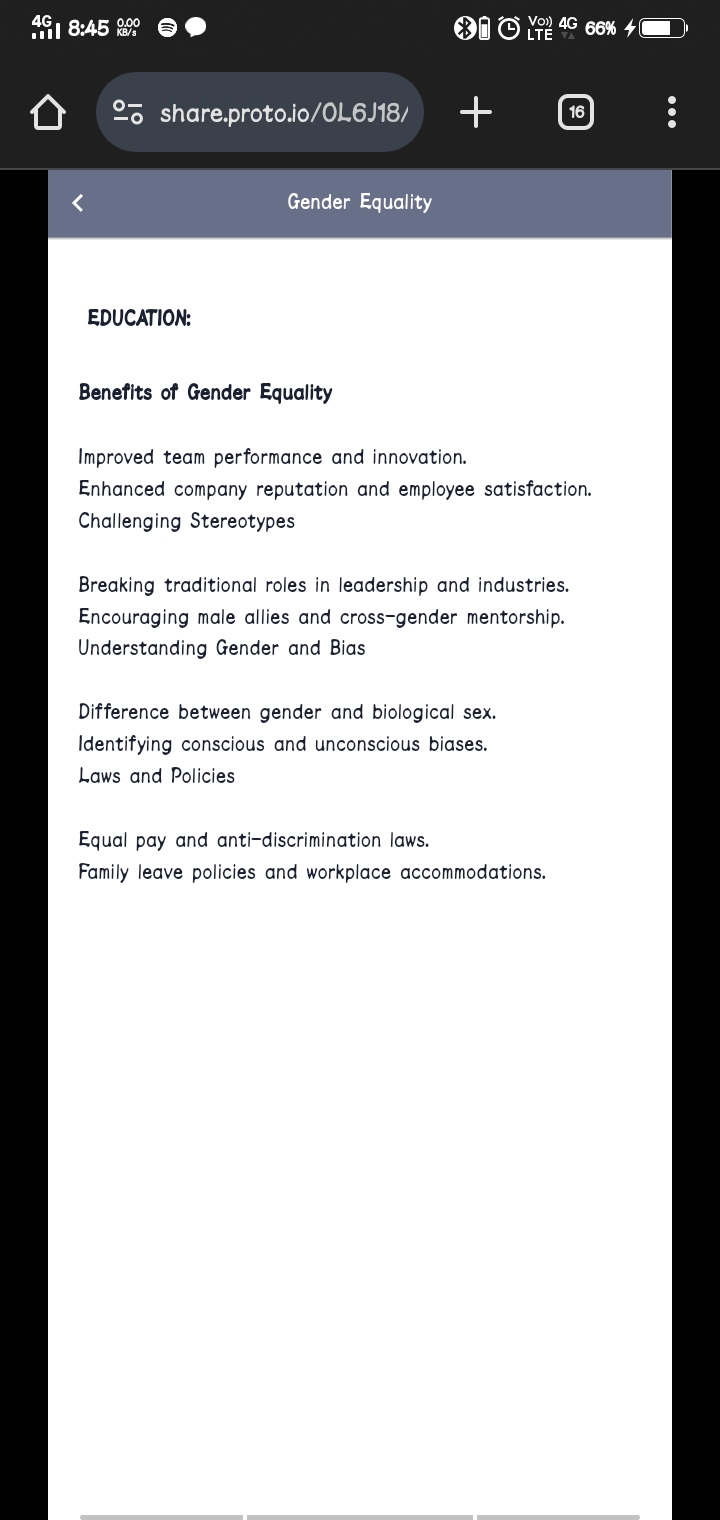 4G 8:45 0.00 KB/s Vo)) LTE 4G 66%
share.proto.io/0L6J18/ 16
Gender Equality
EDUCATION:
Benefits of Gender Equality
Improved team performance and innovation.
Enhanced company reputation and employee satisfaction.
Challenging Stereotypes
Breaking traditional roles in leadership and industries.
Encouraging male allies and cross-gender mentorship.
Understanding Gender and Bias
Difference between gender and biological sex.
Identifying conscious and unconscious biases.
Laws and Policies
Equal pay and anti-discrimination laws.
Family leave policies and workplace accommodations.